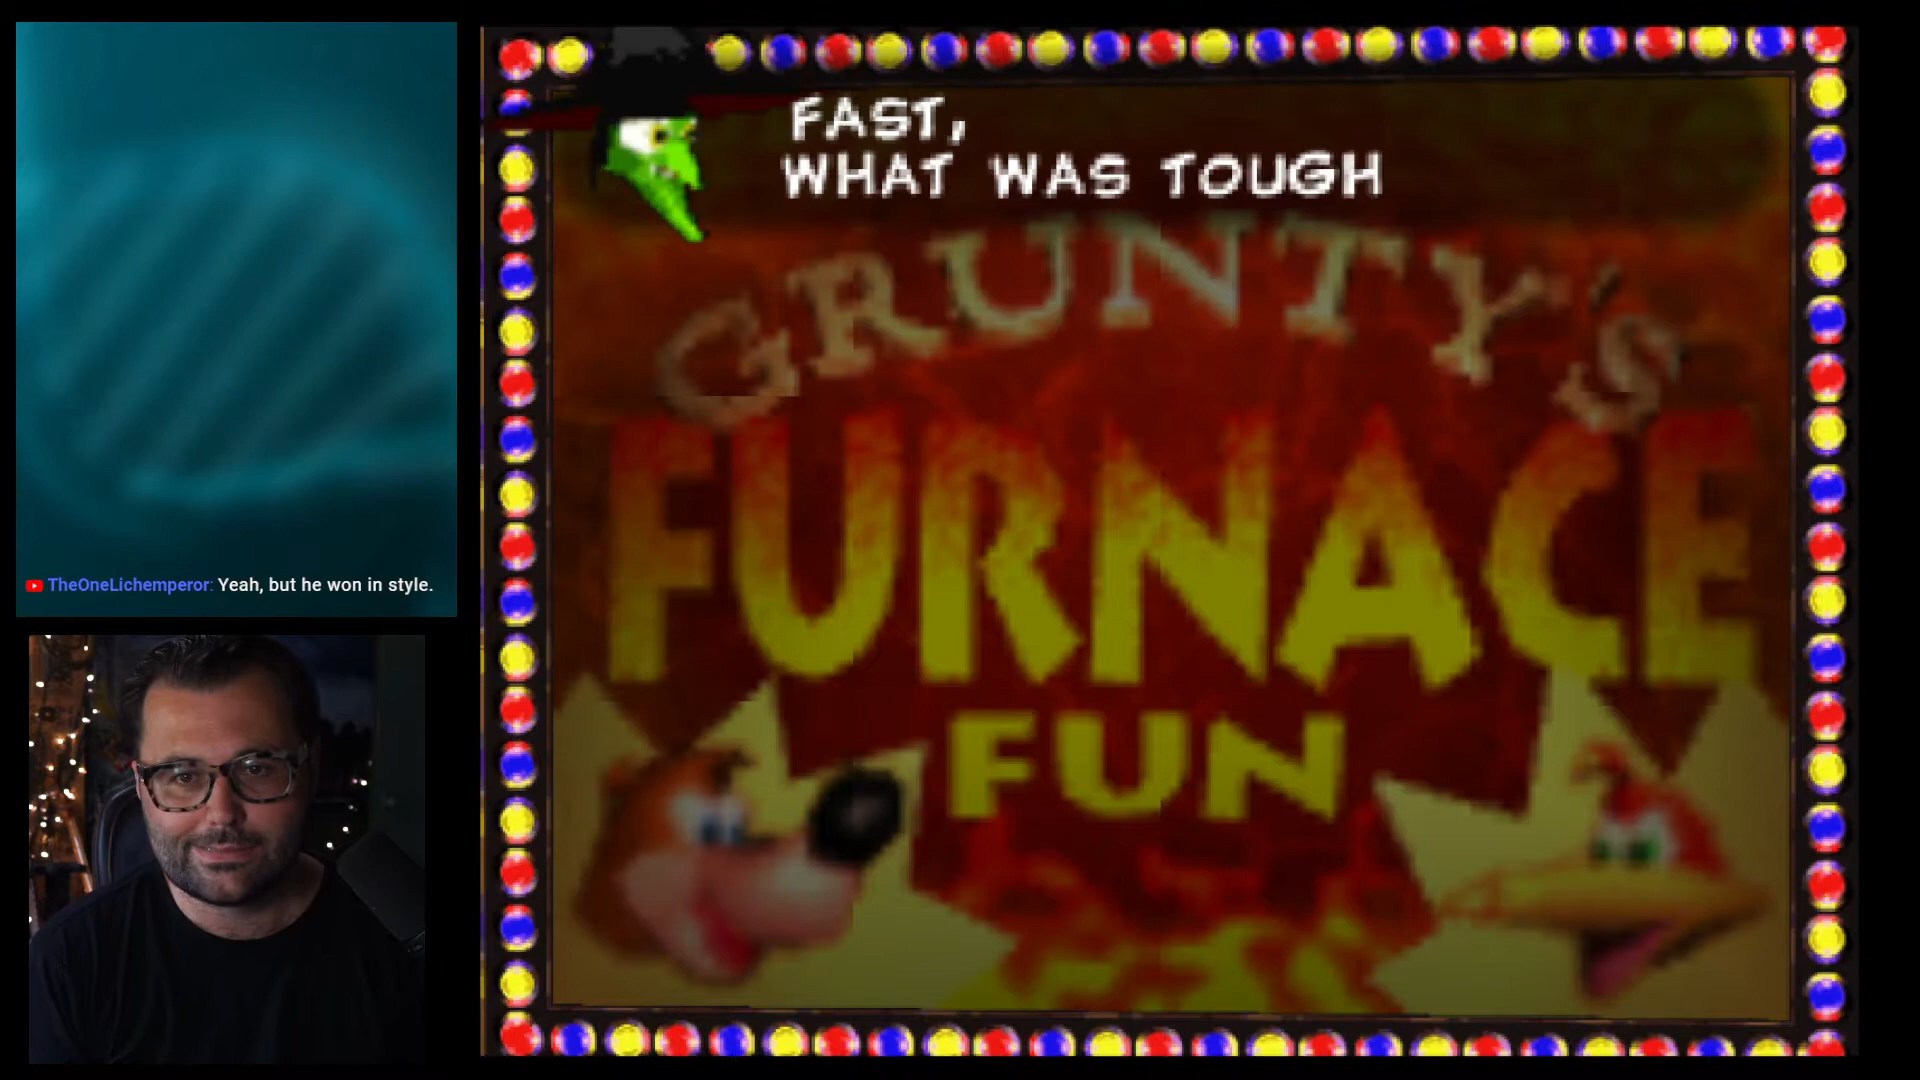 FAST,
WHAT WAS TOUGH
GRUNTY'S
FURNACE
FUN
TheOneLichemperor: Yeah, but he won in style.